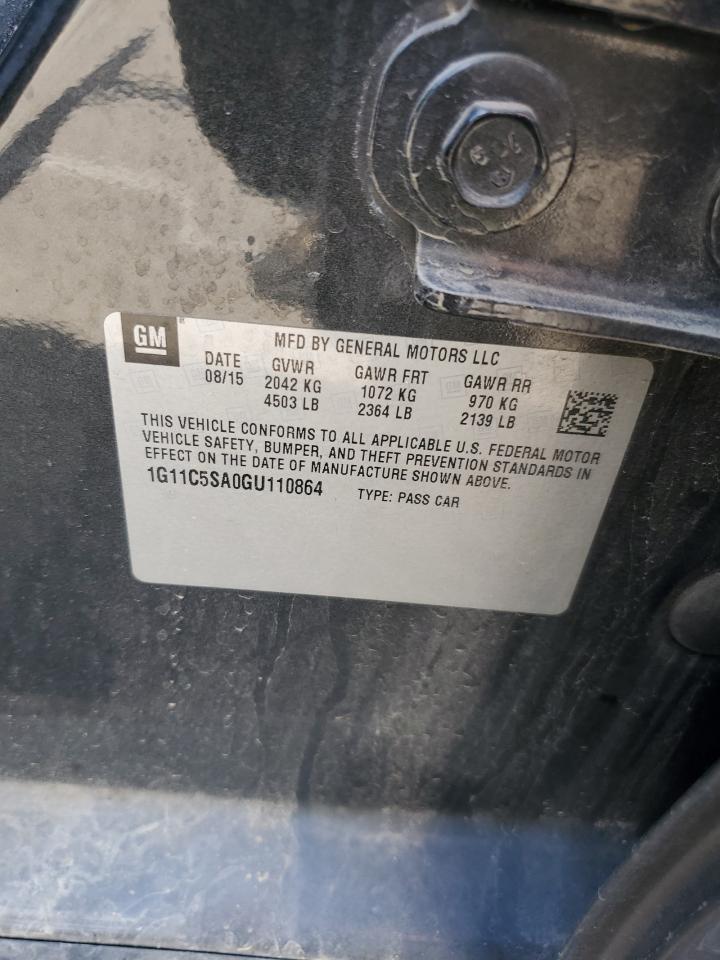 GM
MFD BY GENERAL MOTORS LLC
DATE GVWR GAWR FRT GAWR RR
08/15 2042 KG 1072 KG 970 KG
4503 LB 2364 LB 2139 LB
THIS VEHICLE CONFORMS TO ALL APPLICABLE U.S. FEDERAL MOTOR
VEHICLE SAFETY, BUMPER, AND THEFT PREVENTION STANDARDS IN
EFFECT ON THE DATE OF MANUFACTURE SHOWN ABOVE.
1G11C5SA0GU110864 TYPE: PASS CAR